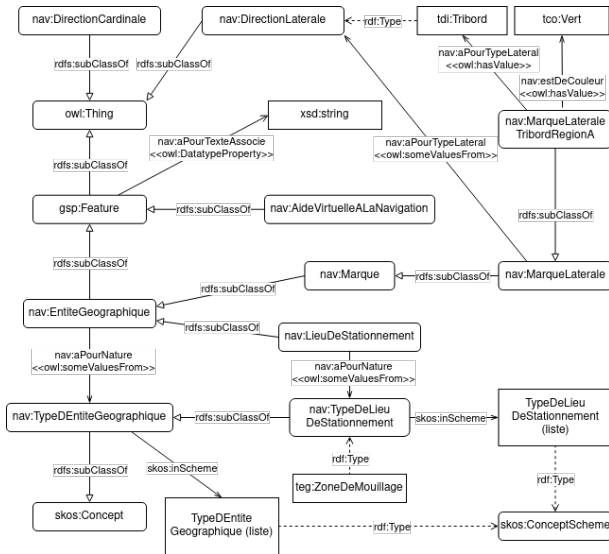 nav:DirectionCardinale
nav:DirectionLaterale
rdf:Type
tdi:Tribord
tco:Vert
rdfs:subClassOf
rdfs:subClassOf
nav:aPourTypeLateral
<<owl:hasValue>>
nav:estDeCouleur
<<owl:hasValue>>
owl:Thing
xsd:string
nav:MarqueLaterale
TribordRegionA
nav:aPourTexteAssocie
<<owl:DatatypeProperty>>
nav:aPourTypeLateral
<<owl:someValuesFrom>>
rdfs:subClassOf
gsp:Feature
rdfs:subClassOf
nav:AideVirtuelleALaNavigation
rdfs:subClassOf
rdfs:subClassOf
nav:Marque
rdfs:subClassOf
nav:MarqueLaterale
rdfs:subClassOf
nav:EntiteGeographique
rdfs:subClassOf
nav:LieuDeStationnement
nav:aPourNature
<<owl:someValuesFrom>>
nav:aPourNature
<<owl:someValuesFrom>>
nav:TypeDEntiteGeographique
rdfs:subClassOf
nav:TypeDeLieu
DeStationnement
skos:inScheme
TypeDeLieu
DeStationnement
(liste)
rdfs:subClassOf
skos:inScheme
rdf:Type
rdf:Type
teg:ZoneDeMouillage
skos:Concept
TypeDEntite
Geographique (liste)
rdf:Type
skos:ConceptScheme